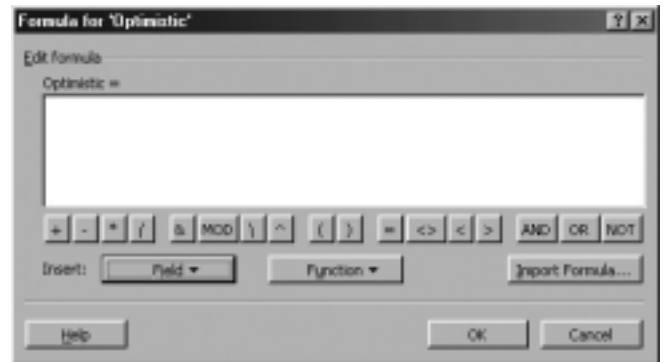 Formula for 'Optimistic'
? ×
Edit formula
Optimistic =
+ - * / & MOD \ ^ ( ) = <> < > AND OR NOT
Insert: Field ▼ Function ▼ Import Formula...
Help OK Cancel